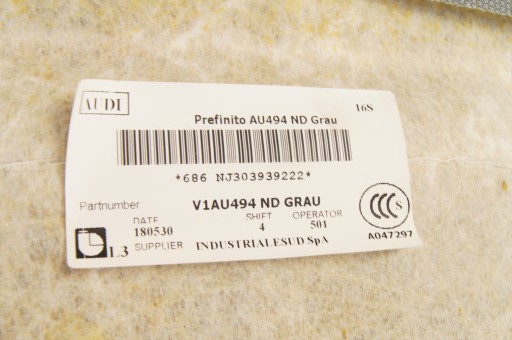 AUDI
16S
Prefinito AU494 ND Grau
*686 NJ303939222*
Partnumber V1AU494 ND GRAU
DATE SHIFT OPERATOR
180530 4 501
L3 SUPPLIER INDUSTRIALESUD SpA
CCC S
A047297